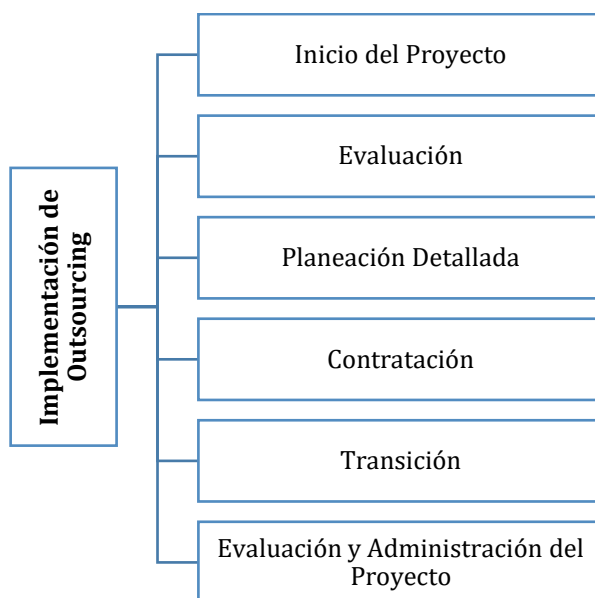 Implementación de
Outsourcing
Inicio del Proyecto
Evaluación
Planeación Detallada
Contratación
Transición
Evaluación y Administración del
Proyecto